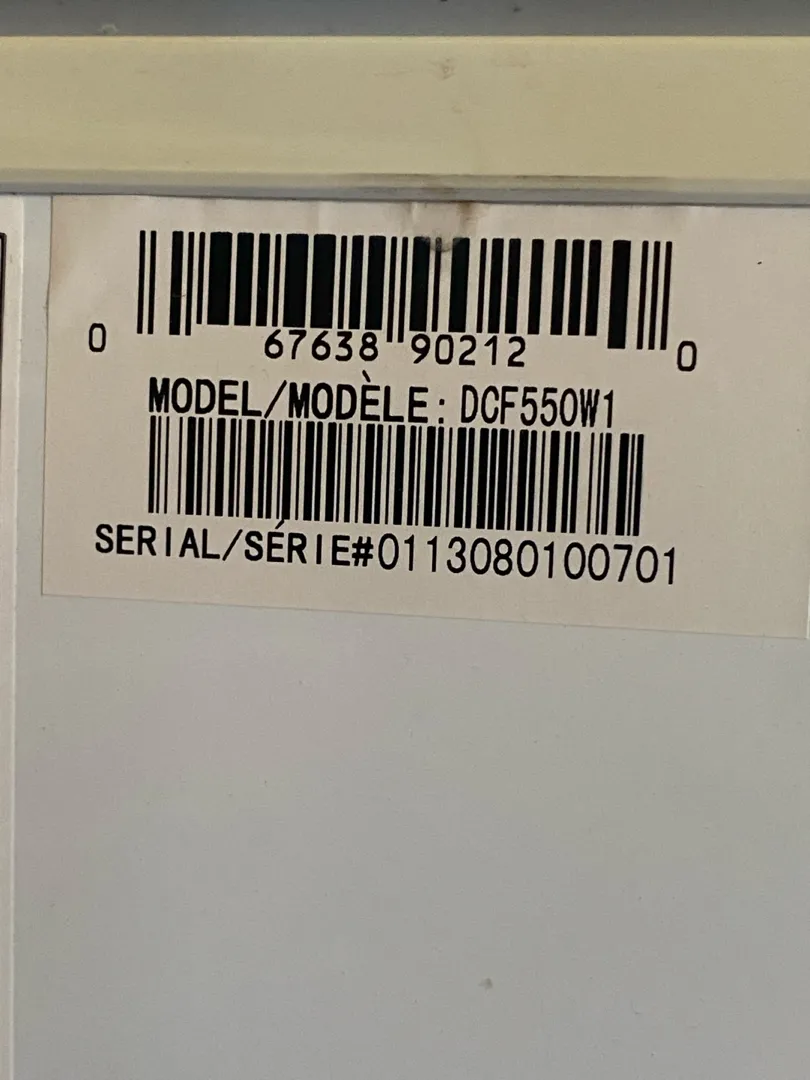 0 67638 90212 0
MODEL/MODÈLE: DCF550W1
SERIAL/SÉRIE#0113080100701